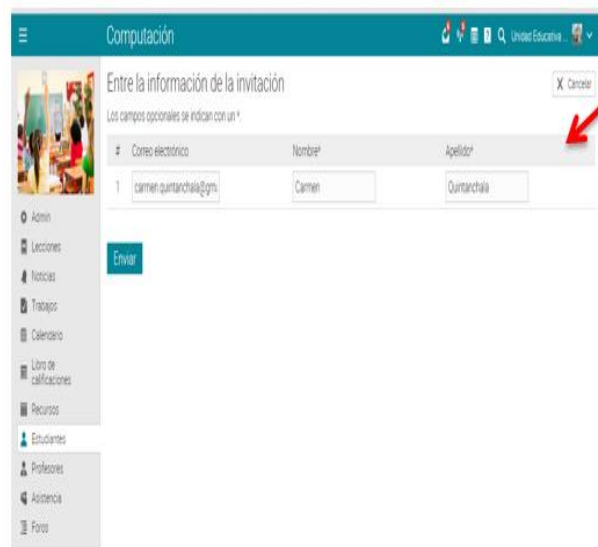 Computación
Unidad Educativa ...
Entre la información de la invitación
X Cancelar
Los campos opcionales se indican con un *.
# Correo electrónico Nombre* Apellido*
1 carmen.quintanchala@gm Carmen Quintanchala
Enviar
Admin
Lecciones
Noticias
Trabajos
Calendario
Libro de
calificaciones
Recursos
Estudiantes
Profesores
Asistencia
Foros